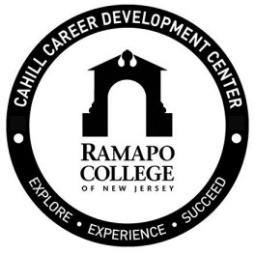 CAHILL CAREER DEVELOPMENT CENTER
RAMAPO
COLLEGE
OF NEW JERSEY
EXPLORE • EXPERIENCE • SUCCEED